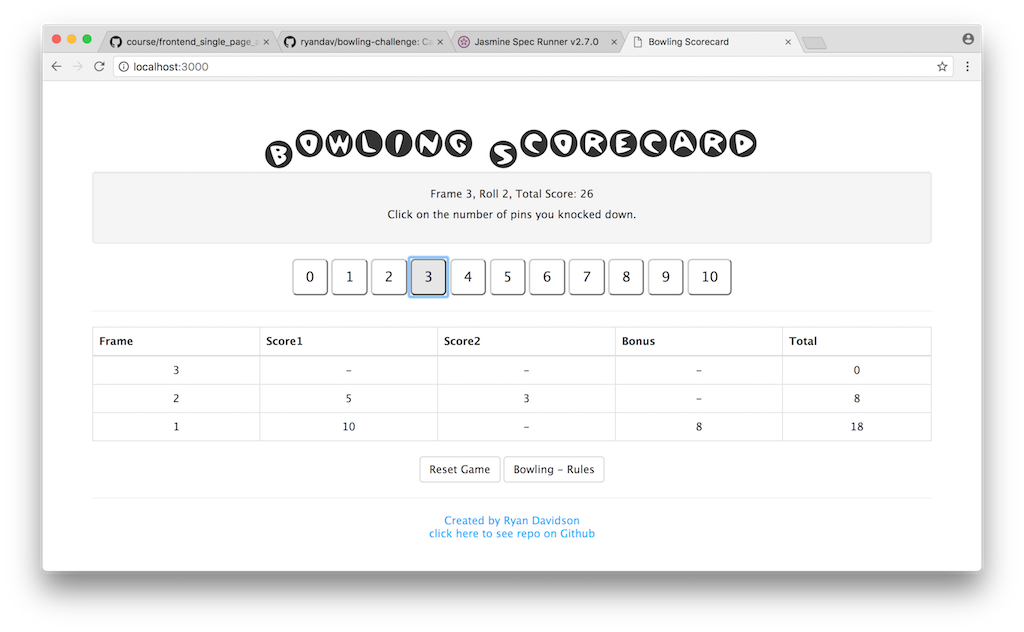 course/frontend_single_page_a
ryandav/bowling-challenge: Ca
Jasmine Spec Runner v2.7.0
Bowling Scorecard
localhost:3000
Bowling Scorecard
Frame 3, Roll 2, Total Score: 26
Click on the number of pins you knocked down.
0 1 2 3 4 5 6 7 8 9 10
Frame Score1 Score2 Bonus Total
3 - - - 0
2 5 3 - 8
1 10 - 8 18
Reset Game Bowling - Rules
Created by Ryan Davidson
click here to see repo on Github